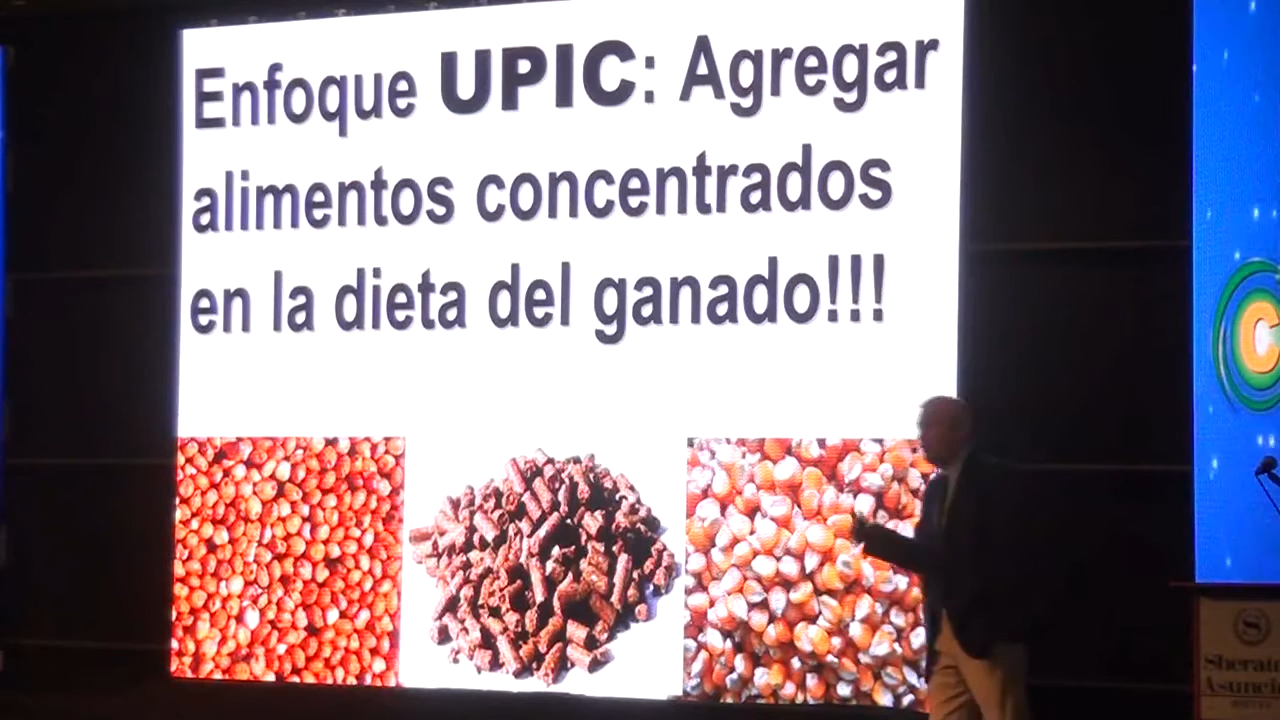 Enfoque UPIC: Agregar
alimentos concentrados
en la dieta del ganado!!!
C
S